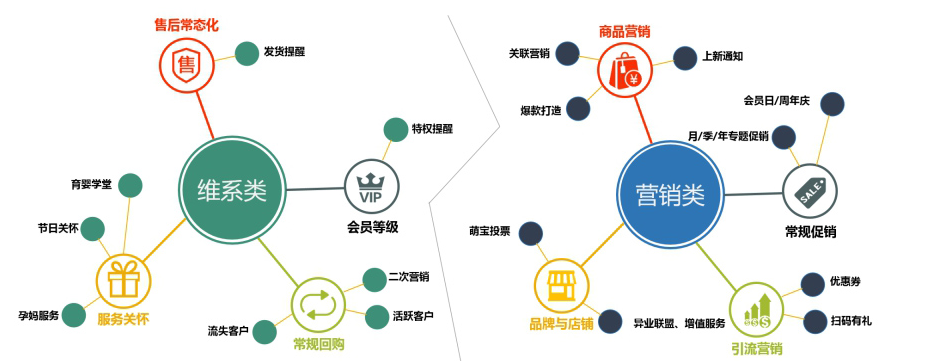 售后常态化
售
发货提醒
特权提醒
维系类
VIP
会员等级
育婴学堂
节日关怀
孕妈服务
服务关怀
二次营销
活跃客户
流失客户
常规回购
商品营销
关联营销
¥
上新通知
爆款打造
会员日/周年庆
月/季/年专题促销
营销类
SALE
常规促销
萌宝投票
品牌与店铺
异业联盟、增值服务
优惠券
$$$
扫码有礼
引流营销